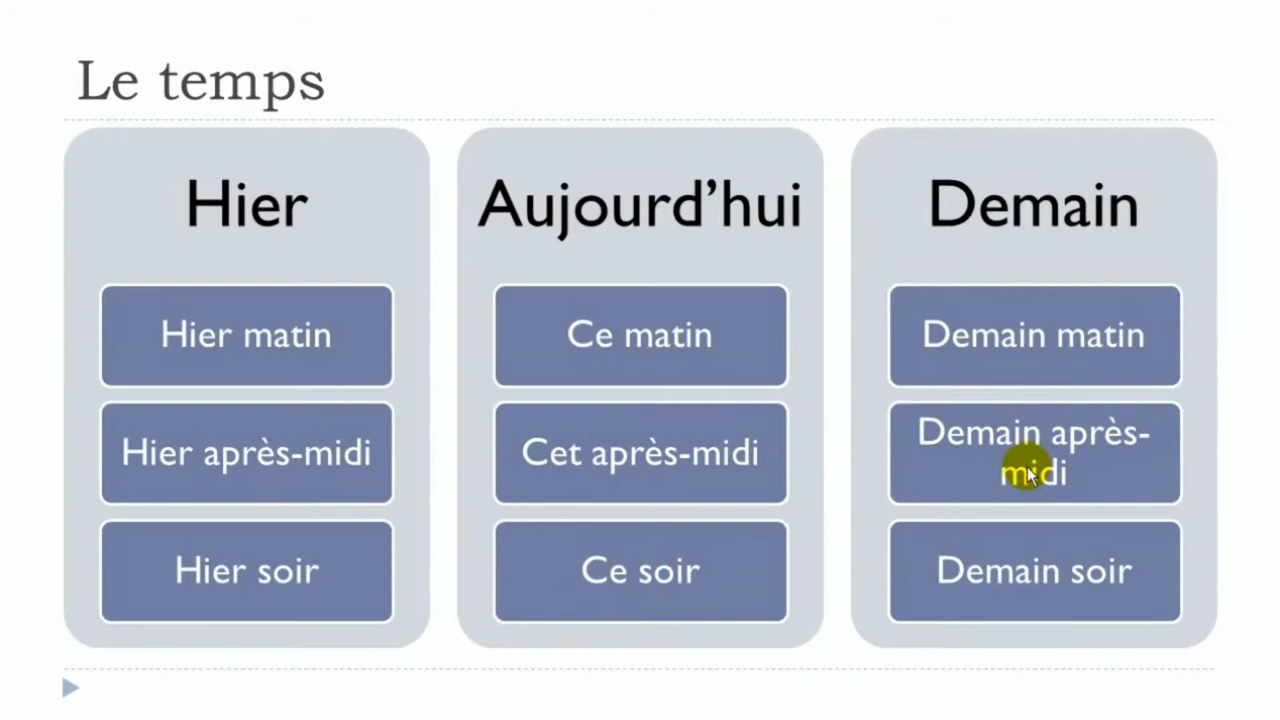 Le temps
Hier
Hier matin
Hier après-midi
Hier soir
Aujourd’hui
Ce matin
Cet après-midi
Ce soir
Demain
Demain matin
Demain après-
midi
Demain soir